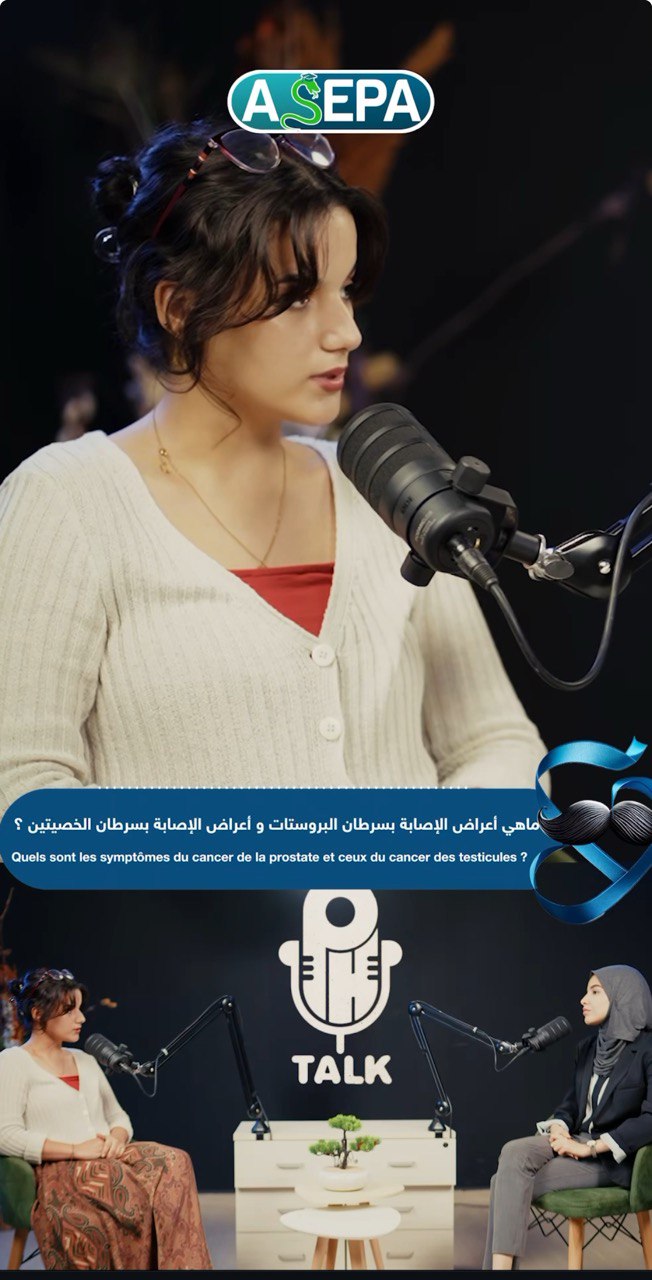 ASEPA
ماهي أعراض الإصابة بسرطان البروستات و أعراض الإصابة بسرطان الخصيتين ؟
Quels sont les symptômes du cancer de la prostate et ceux du cancer des testicules ?
PH
TALK